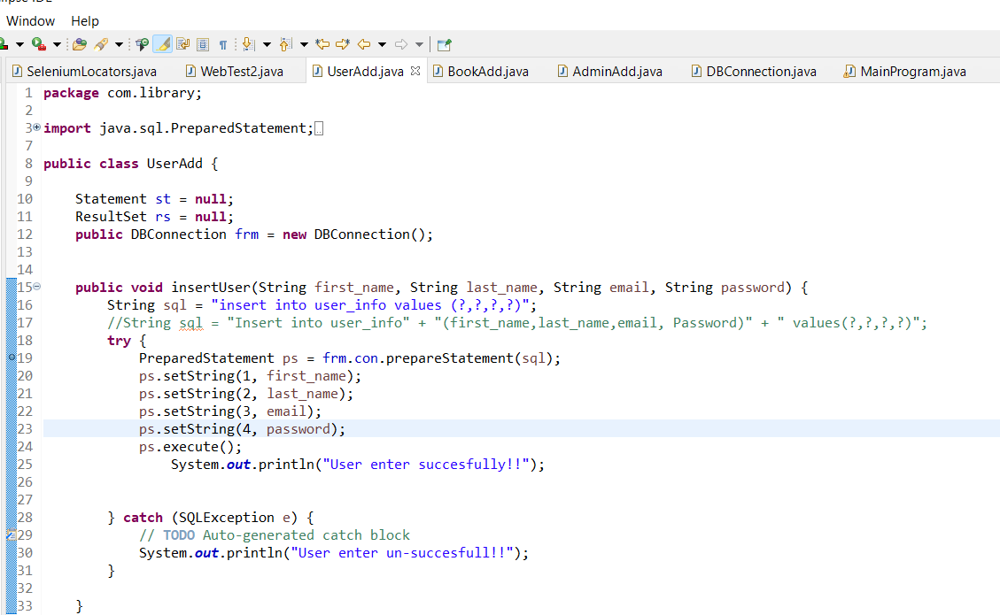 Window Help
SeleniumLocators.java WebTest2.java UserAdd.java BookAdd.java AdminAdd.java DBConnection.java MainProgram.java
1 package com.library;
2
3 import java.sql.PreparedStatement;
7
8 public class UserAdd {
9
10 Statement st = null;
11 ResultSet rs = null;
12 public DBConnection frm = new DBConnection();
13
14
15 public void insertUser(String first_name, String last_name, String email, String password) {
16 String sql = "insert into user_info values (?,?,?,?)";
17 //String sql = "Insert into user_info" + "(first_name,last_name,email, Password)" + " values(?,?,?,?)";
18 try {
19 PreparedStatement ps = frm.con.prepareStatement(sql);
20 ps.setString(1, first_name);
21 ps.setString(2, last_name);
22 ps.setString(3, email);
23 ps.setString(4, password);
24 ps.execute();
25 System.out.println("User enter succesfully!!");
26
27
28 } catch (SQLException e) {
29 // TODO Auto-generated catch block
30 System.out.println("User enter un-succesfull!!");
31 }
32
33 }